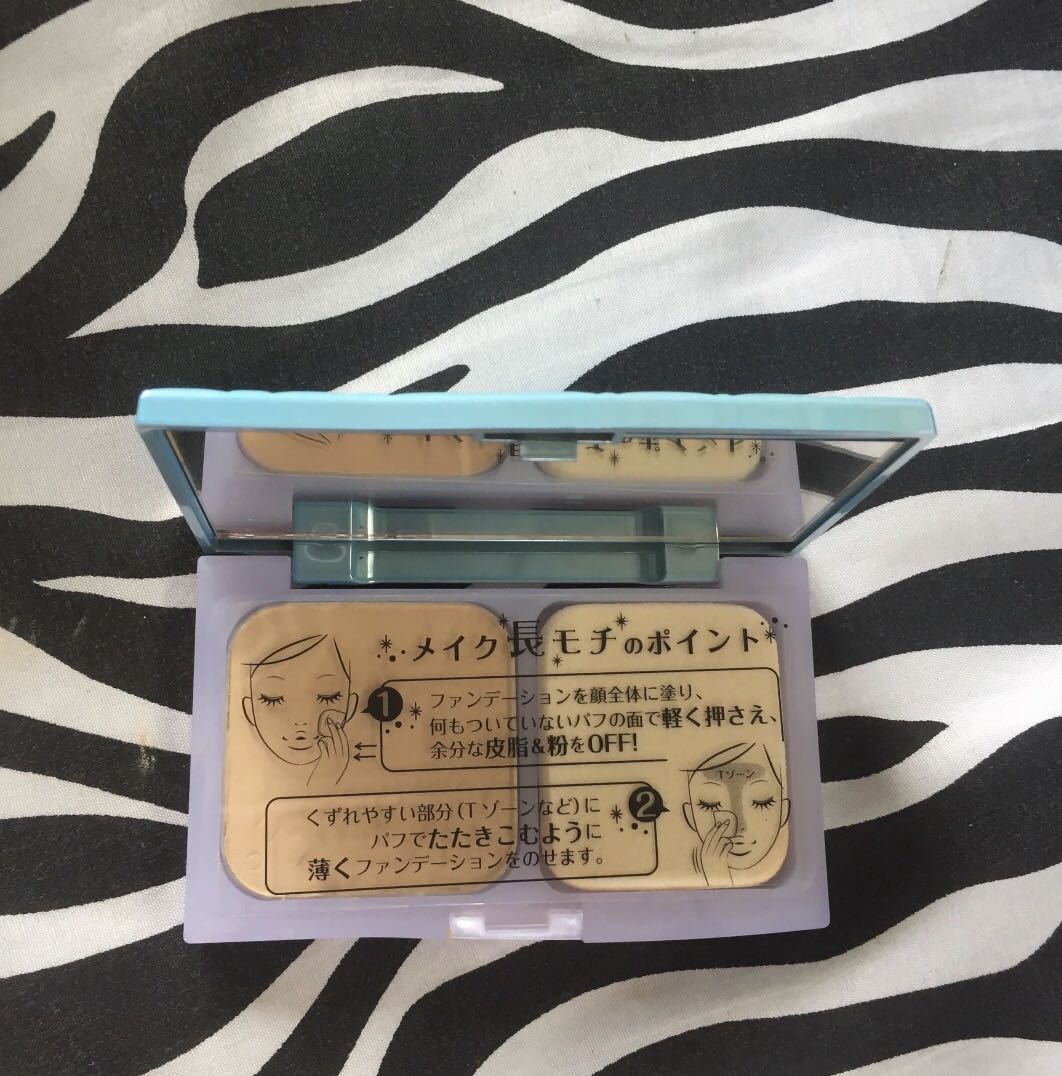 メイク長モチのポイント
1
ファンデーションを顔全体に塗り、
何もついていないパフの面で軽く押さえ、
余分な皮脂&粉をOFF!
Tゾーン
2
くずれやすい部分(Tゾーンなど)に
パフでたたきこむように
薄くファンデーションをのせます。